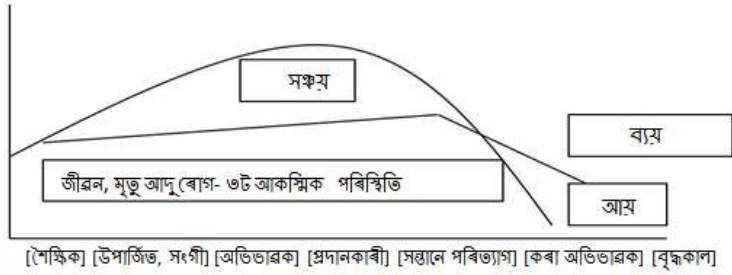 সঞ্চয়
ব্যয়
জীৱন, মৃতু আদু ৰোগ- ৩ট আকস্মিক পৰিস্থিতি
আয়
[শৈক্ষিক] [উপাৰ্জিত, সংগী] [অভিভাৱক] [প্ৰদানকাৰী] [সন্তানে পৰিত্যাগ] [কৰা অভিভাৱক] [বৃদ্ধকাল]